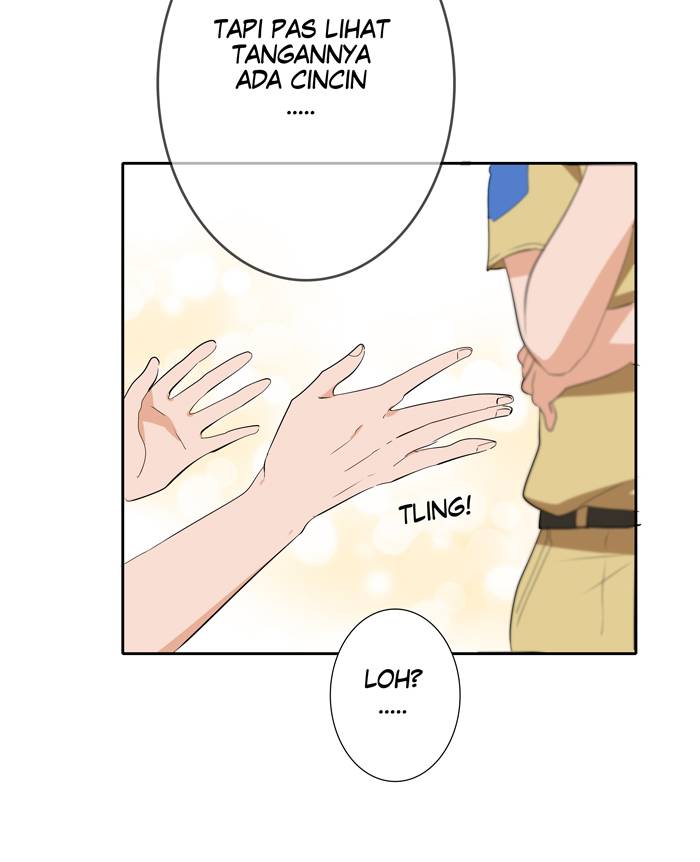 TAPI PAS LIHAT
TANGANNYA
ADA CINCIN
.....
TLING!
LOH?
.....